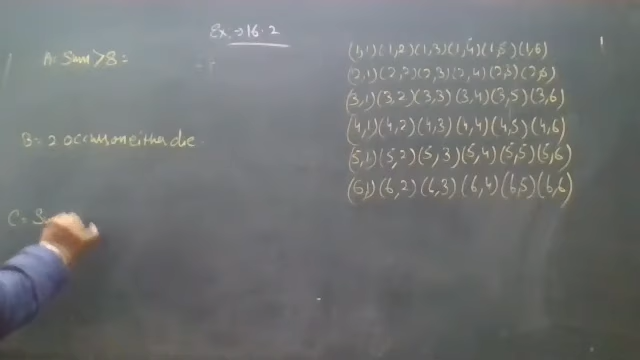 Ex. → 16.2
A: Sum > 8 =
B = 2 occurs on either die.
C = Su
(1,1) (1,2) (1,3) (1,4) (1,5) (1,6)
(2,1) (2,2) (2,3) (2,4) (2,5) (2,6)
(3,1) (3,2) (3,3) (3,4) (3,5) (3,6)
(4,1) (4,2) (4,3) (4,4) (4,5) (4,6)
(5,1) (5,2) (5,3) (5,4) (5,5) (5,6)
(6,1) (6,2) (6,3) (6,4) (6,5) (6,6)